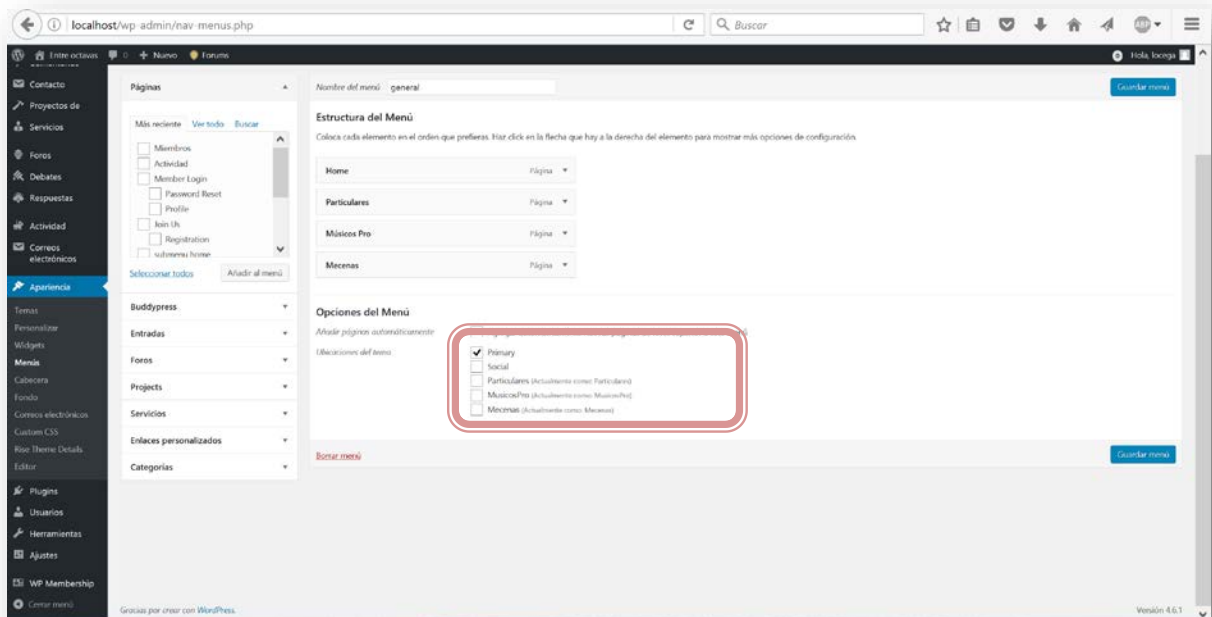 localhost/wp-admin/nav-menus.php
Buscar
ABP
Entre octavas
0
Nuevo
Forums
Hola, locega
Contacto
Proyectos de
Servicios
Foros
Debates
Respuestas
Actividad
Correos
electrónicos
Apariencia
Temas
Personalizar
Widgets
Menús
Cabecera
Fondo
Correos electrónicos
Custom CSS
Rise Theme Details
Editor
Plugins
Usuarios
Herramientas
Ajustes
WP Membership
Cerrar menú
Páginas
Más reciente Ver todo Buscar
Miembros
Actividad
Member Login
Password Reset
Profile
Join Us
Registration
submenu home
Seleccionar todos
Añadir al menú
Buddypress
Entradas
Foros
Projects
Servicios
Enlaces personalizados
Categorías
Nombre del menú general
Guardar menú
Estructura del Menú
Coloca cada elemento en el orden que prefieras. Haz click en la flecha que hay a la derecha del elemento para mostrar más opciones de configuración.
Home Página
Particulares Página
Músicos Pro Página
Mecenas Página
Opciones del Menú
Añadir páginas automáticamente
Ubicaciones del tema
Primary
Social
Particulares (Actualmente como: Particulares)
MusicosPro (Actualmente como: MusicosPro)
Mecenas (Actualmente como: Mecenas)
Borrar menú
Guardar menú
Gracias por crear con WordPress.
Versión 4.6.1